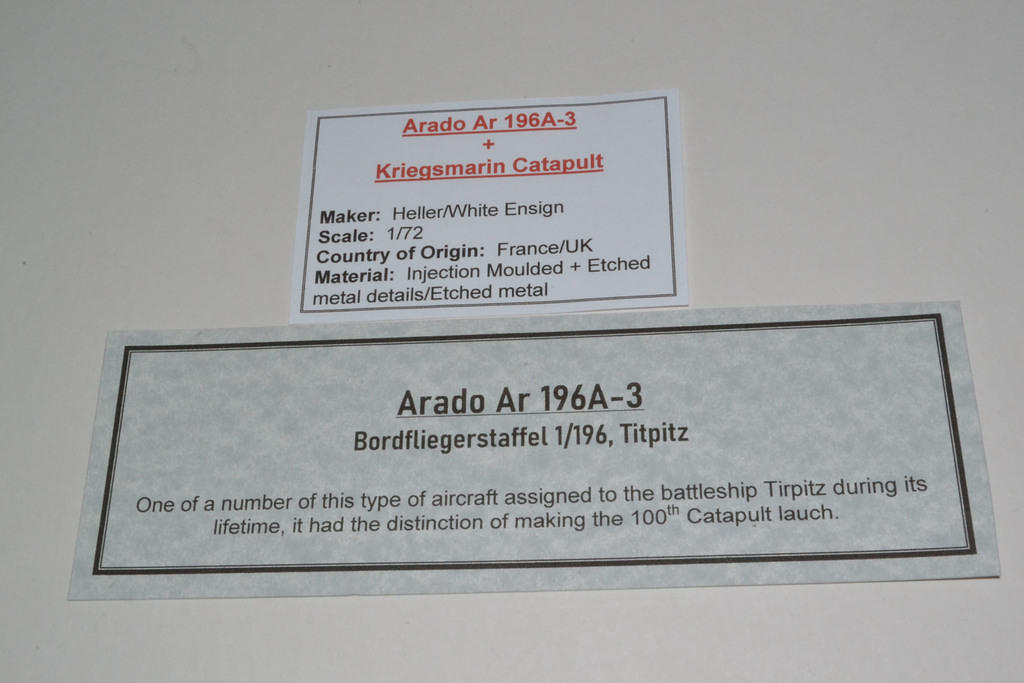 Arado Ar 196A-3
+
Kriegsmarin Catapult
Maker: Heller/White Ensign
Scale: 1/72
Country of Origin: France/UK
Material: Injection Moulded + Etched
metal details/Etched metal
Arado Ar 196A-3
Bordfliegerstaffel 1/196, Titpitz
One of a number of this type of aircraft assigned to the battleship Tirpitz during its
lifetime, it had the distinction of making the 100th Catapult lauch.